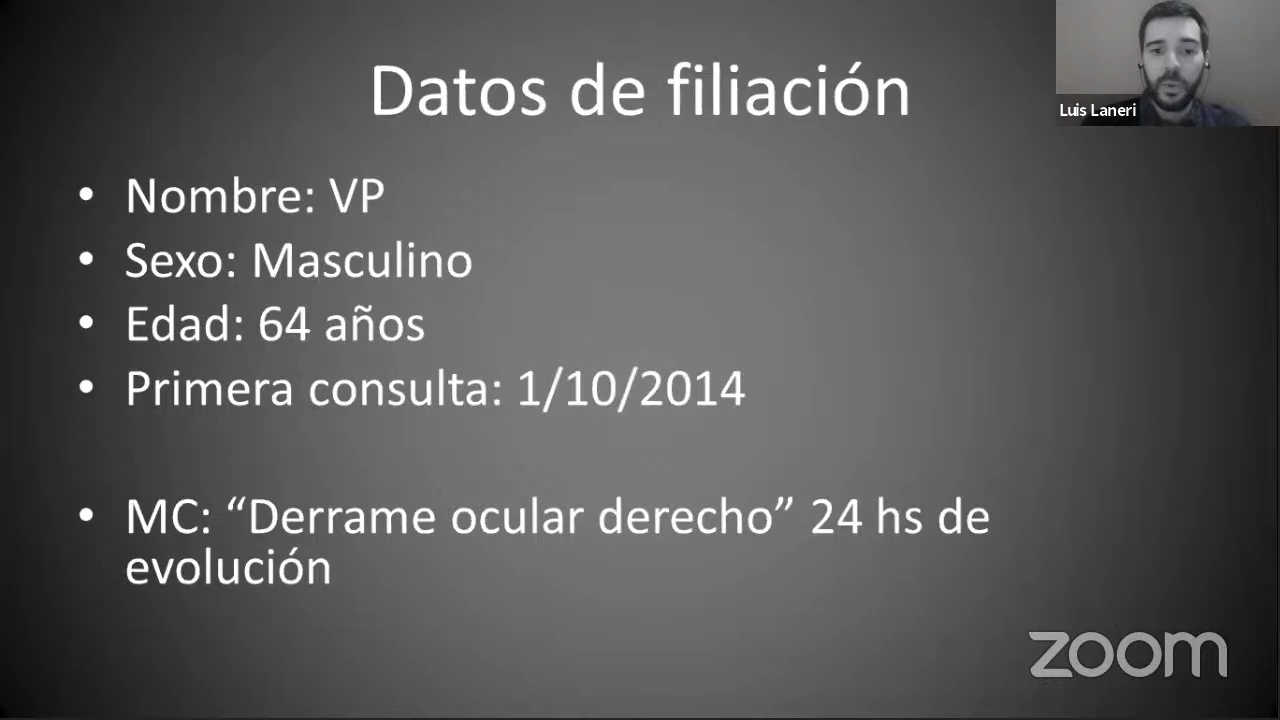 Datos de filiación
Luis Laneri
• Nombre: VP
• Sexo: Masculino
• Edad: 64 años
• Primera consulta: 1/10/2014
• MC: “Derrame ocular derecho” 24 hs de
evolución
zoom